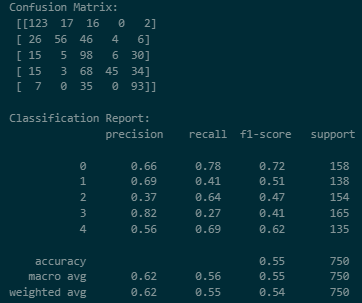 Confusion Matrix:
[[123 17 16 0 2]
[ 26 56 46 4 6]
[ 15 5 98 6 30]
[ 15 3 68 45 34]
[ 7 0 35 0 93]]
Classification Report:
precision recall f1-score support
0 0.66 0.78 0.72 158
1 0.69 0.41 0.51 138
2 0.37 0.64 0.47 154
3 0.82 0.27 0.41 165
4 0.56 0.69 0.62 135
accuracy 0.55 750
macro avg 0.62 0.56 0.55 750
weighted avg 0.62 0.55 0.54 750